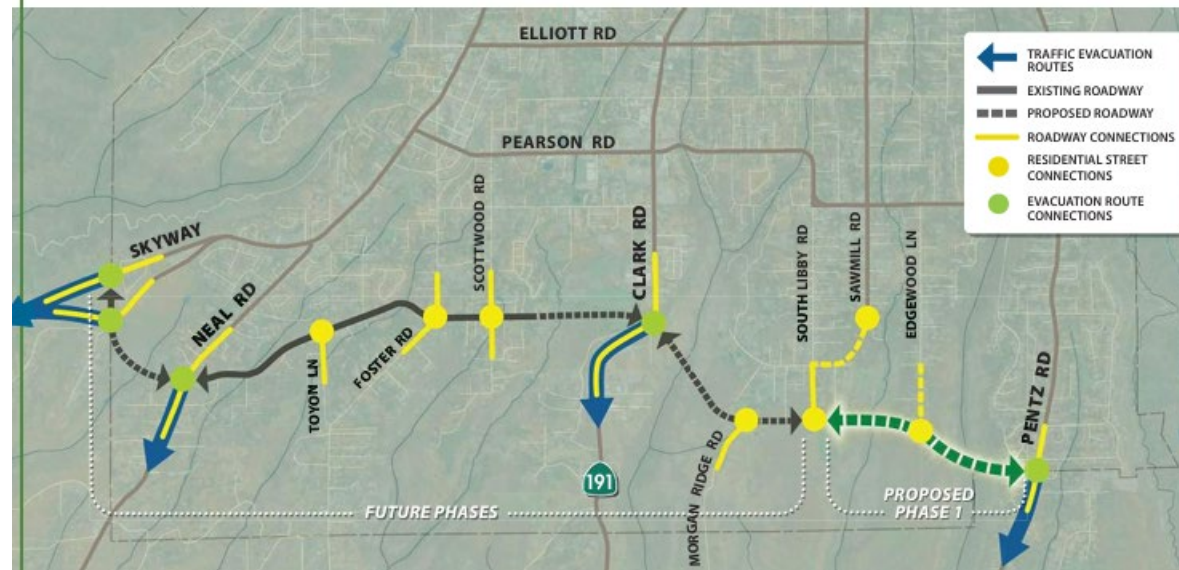 ELLIOTT RD
PEARSON RD
SKYWAY
NEAL RD
TOYON LN
FOSTER RD
SCOTTWOOD RD
CLARK RD
191
MORGAN RIDGE RD
SOUTH LIBBY RD
SAWMILL RD
EDGEWOOD LN
PENTZ RD
FUTURE PHASES
PROPOSED
PHASE 1
TRAFFIC EVACUATION
ROUTES
EXISTING ROADWAY
PROPOSED ROADWAY
ROADWAY CONNECTIONS
RESIDENTIAL STREET
CONNECTIONS
EVACUATION ROUTE
CONNECTIONS